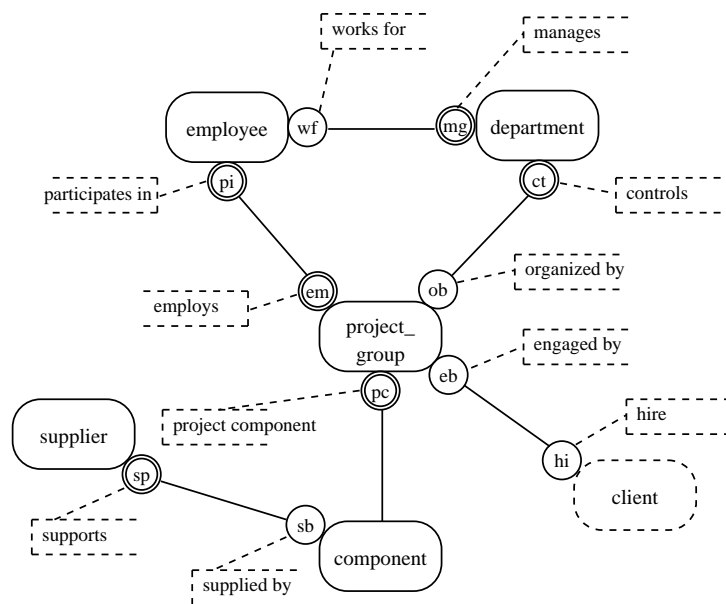 works for
manages
employee
wf
mg
department
participates in
pi
ct
controls
employs
em
ob
organized by
project_
group
engaged by
eb
pc
project component
hire
supplier
hi
client
sp
supports
sb
component
supplied by